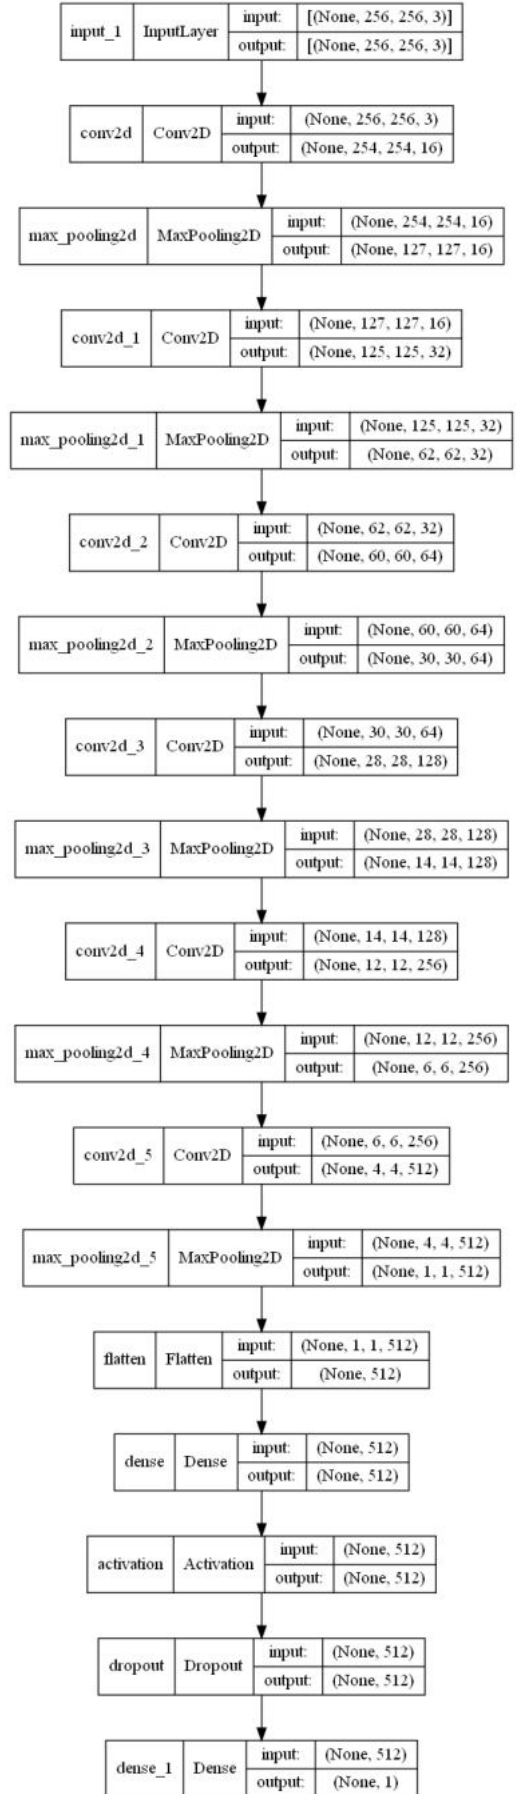 input_1 InputLayer input: [(None, 256, 256, 3)]
output: [(None, 256, 256, 3)]
conv2d Conv2D input: (None, 256, 256, 3)
output: (None, 254, 254, 16)
max_pooling2d MaxPooling2D input: (None, 254, 254, 16)
output: (None, 127, 127, 16)
conv2d_1 Conv2D input: (None, 127, 127, 16)
output: (None, 125, 125, 32)
max_pooling2d_1 MaxPooling2D input: (None, 125, 125, 32)
output: (None, 62, 62, 32)
conv2d_2 Conv2D input: (None, 62, 62, 32)
output: (None, 60, 60, 64)
max_pooling2d_2 MaxPooling2D input: (None, 60, 60, 64)
output: (None, 30, 30, 64)
conv2d_3 Conv2D input: (None, 30, 30, 64)
output: (None, 28, 28, 128)
max_pooling2d_3 MaxPooling2D input: (None, 28, 28, 128)
output: (None, 14, 14, 128)
conv2d_4 Conv2D input: (None, 14, 14, 128)
output: (None, 12, 12, 256)
max_pooling2d_4 MaxPooling2D input: (None, 12, 12, 256)
output: (None, 6, 6, 256)
conv2d_5 Conv2D input: (None, 6, 6, 256)
output: (None, 4, 4, 512)
max_pooling2d_5 MaxPooling2D input: (None, 4, 4, 512)
output: (None, 1, 1, 512)
flatten Flatten input: (None, 1, 1, 512)
output: (None, 512)
dense Dense input: (None, 512)
output: (None, 512)
activation Activation input: (None, 512)
output: (None, 512)
dropout Dropout input: (None, 512)
output: (None, 512)
dense_1 Dense input: (None, 512)
output: (None, 1)